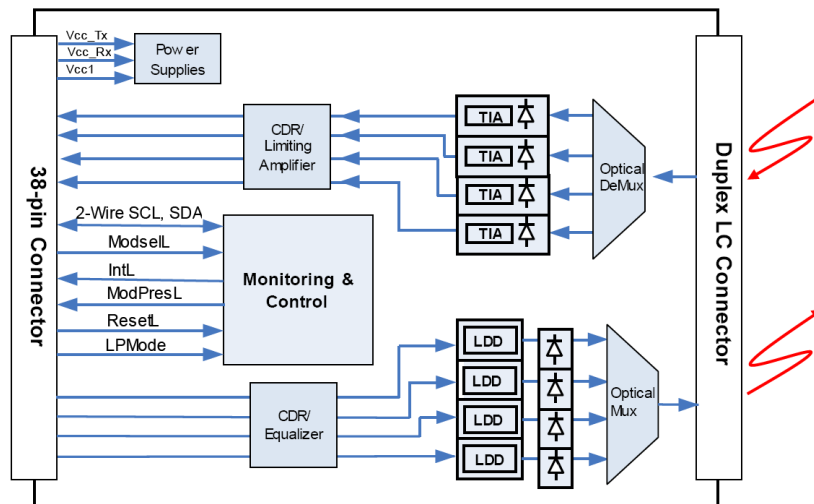 Vcc_Tx
Vcc_Rx
Vcc1
Power
Supplies
38-pin Connector
CDR/
Limiting
Amplifier
TIA
TIA
TIA
TIA
Optical
DeMux
Duplex LC Connector
2-Wire SCL, SDA
ModselL
IntL
ModPresL
ResetL
LPMode
Monitoring &
Control
CDR/
Equalizer
LDD
LDD
LDD
LDD
Optical
Mux